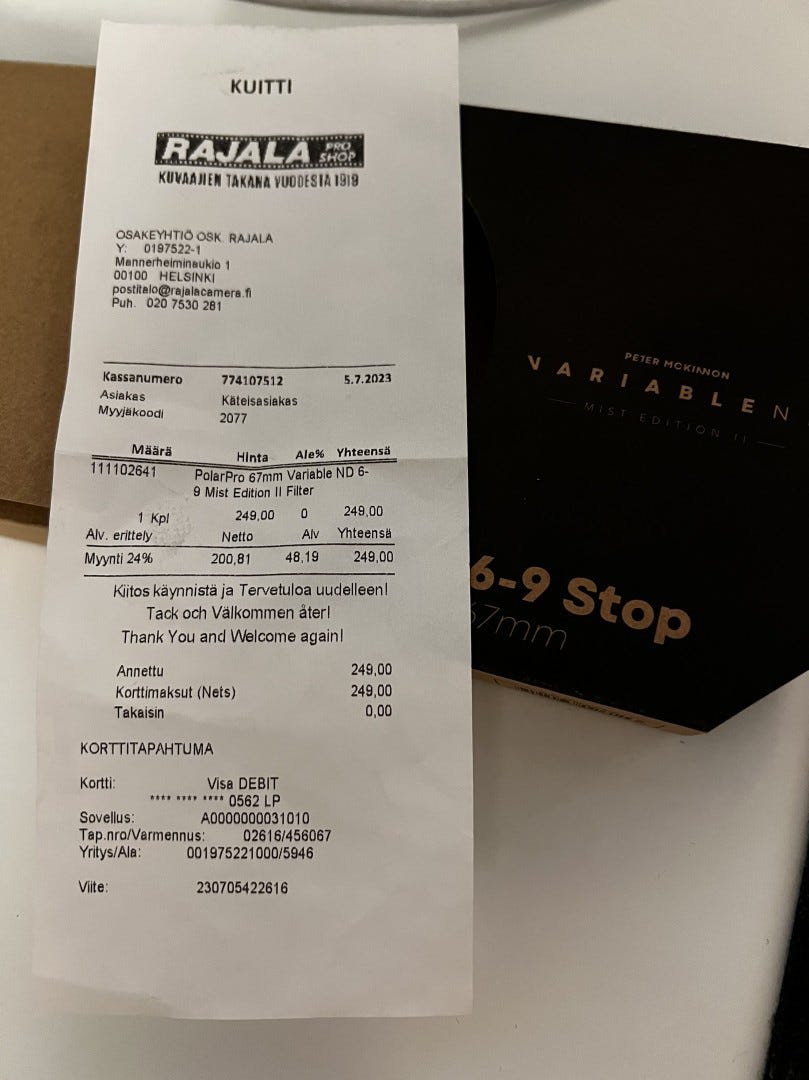 KUITTI
RAJALA PRO SHOP
KUVAAJIEN TAKANA VUODESTA 1919
OSAKEYHTIÖ OSK. RAJALA
Y: 0197522-1
Mannerheiminaukio 1
00100 HELSINKI
postitalo@rajalacamera.fi
Puh. 020 7530 281
Kassanumero 774107512 5.7.2023
Asiakas Käteisasiakas
Myyjäkoodi 2077
Määrä Hinta Ale% Yhteensä
111102641 PolarPro 67mm Variable ND 6-
9 Mist Edition II Filter
1 Kpl 249,00 0 249,00
Alv. erittely Netto Alv Yhteensä
Myynti 24% 200,81 48,19 249,00
Kiitos käynnistä ja Tervetuloa uudelleen!
Tack och Välkommen åter!
Thank You and Welcome again!
Annettu 249,00
Korttimaksut (Nets) 249,00
Takaisin 0,00
KORTTITAPAHTUMA
Kortti: Visa DEBIT
**** **** **** 0562 LP
Sovellus: A0000000031010
Tap.nro/Varmennus: 02616/456067
Yritys/Ala: 001975221000/5946
Viite: 230705422616
PETER MCKINNON
VARIABLE N
MIST EDITION II
6-9 Stop
67mm